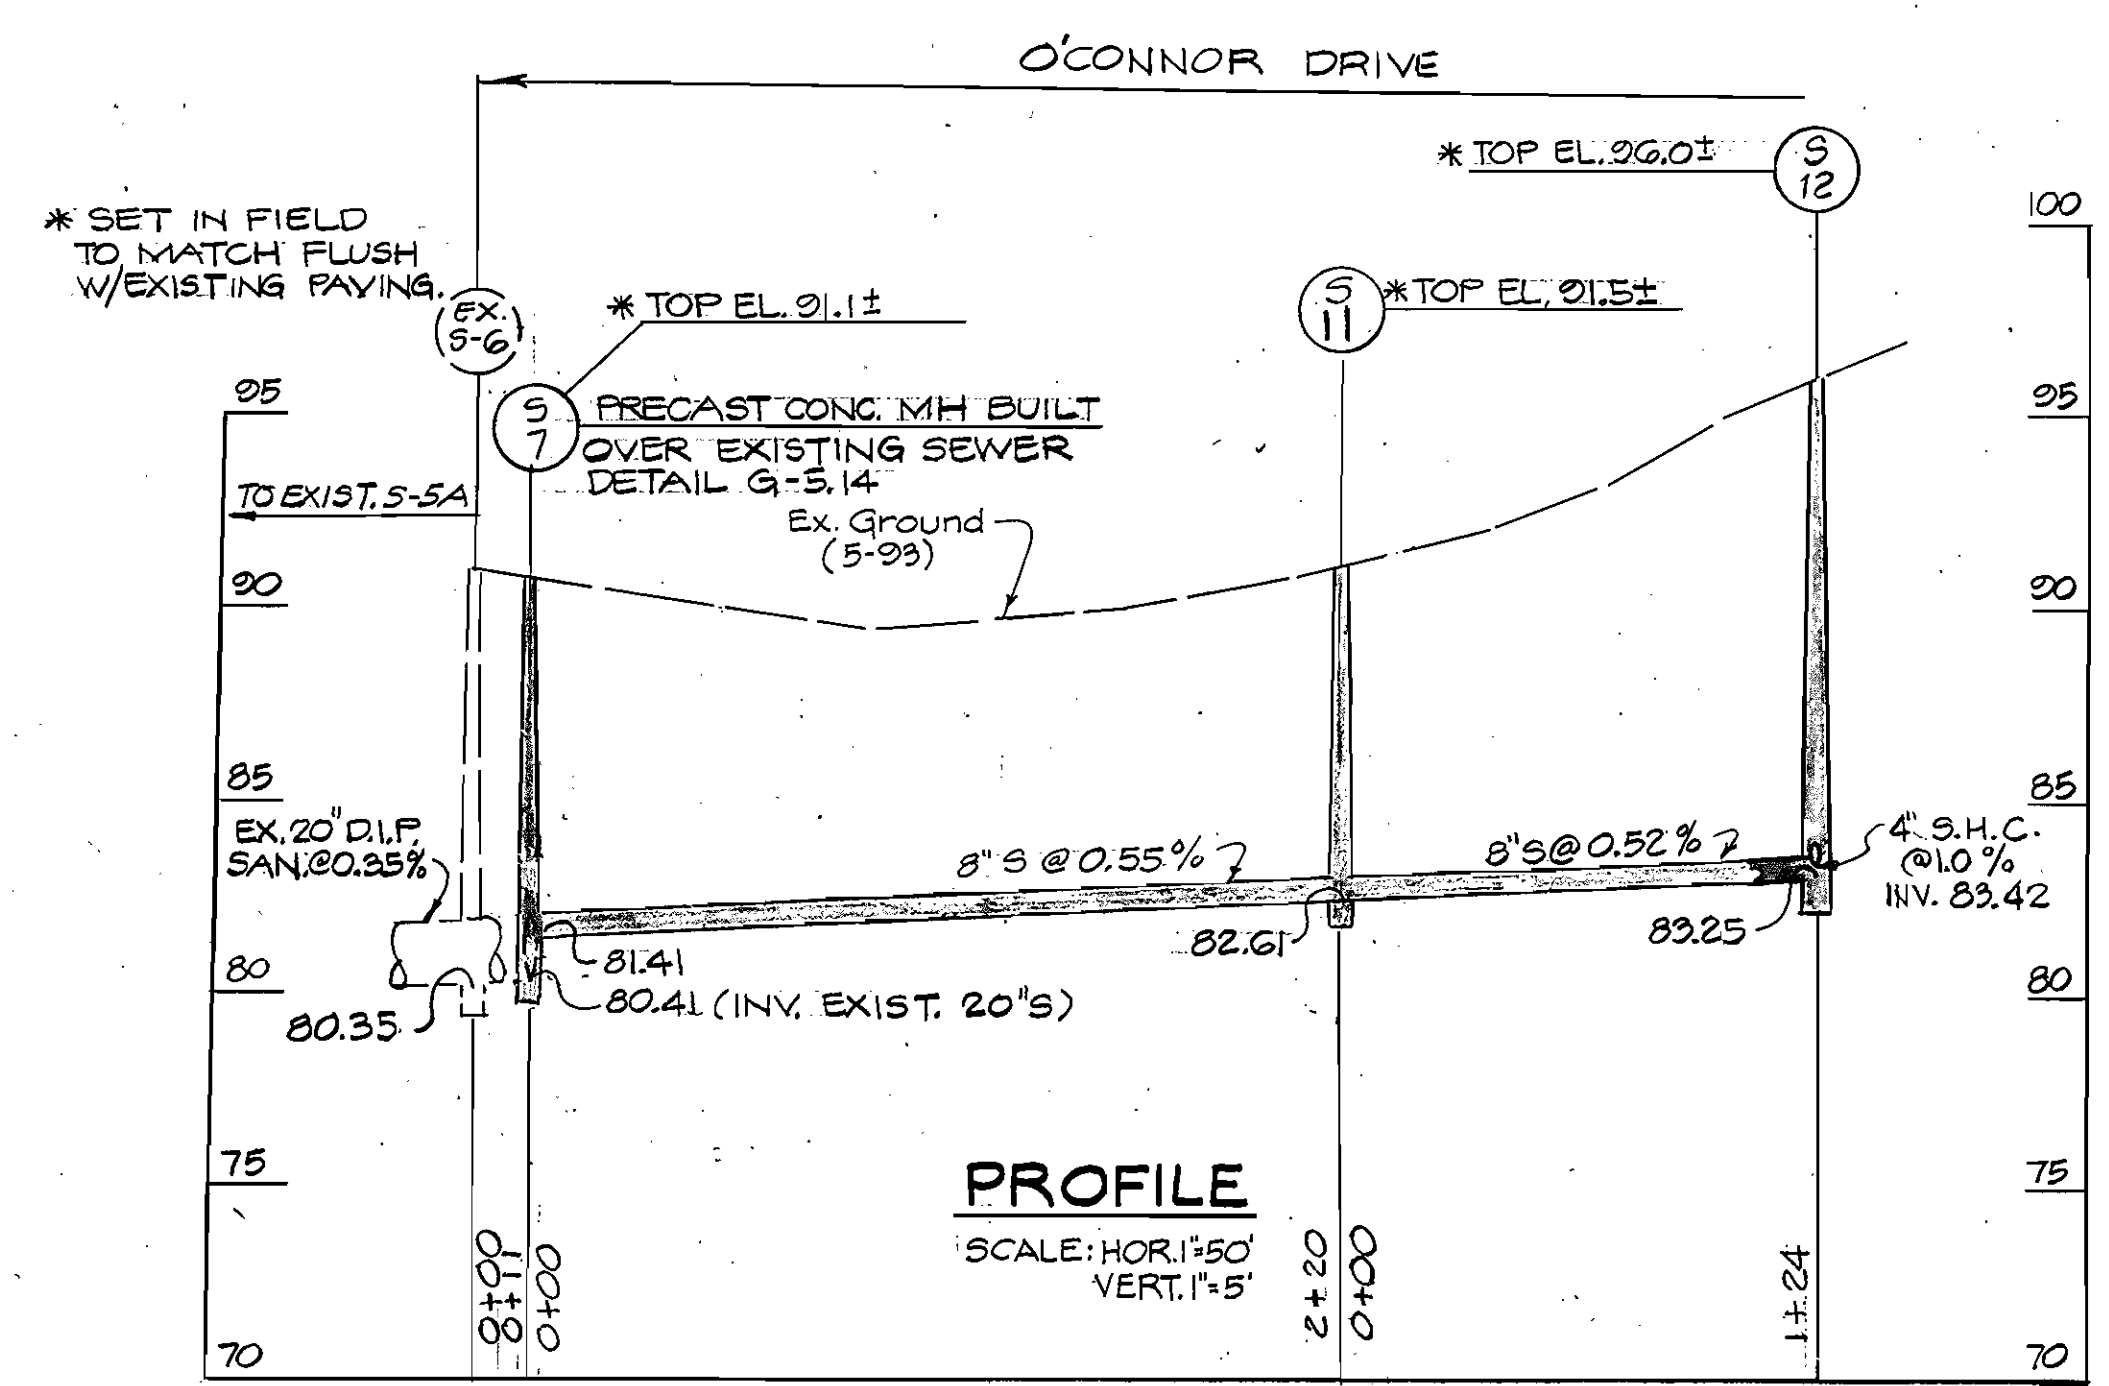 O'CONNOR DRIVE
* TOP EL. 96.0±
S
12
100
* SET IN FIELD
TO MATCH FLUSH
W/EXISTING PAVING.
EX.
S-6
* TOP EL. 91.1±
S
11
* TOP EL, 91.5±
95
S
7
PRECAST CONC. MH BUILT
OVER EXISTING SEWER
DETAIL G-5.14
95
TO EXIST. S-5A
Ex. Ground
(5-93)
90
90
85
85
EX. 20" D.I.P.
SAN. @0.35%
8" S @ 0.55%
8" S @ 0.52%
4" S.H.C.
@1.0%
INV. 83.42
80
81.41
82.61
83.25
80
80.35
80.41 (INV. EXIST. 20"S)
75
75
PROFILE
SCALE: HOR. 1"=50'
VERT. 1"=5'
0+00
0+11
0+00
2+20
0+00
1+24
70
70